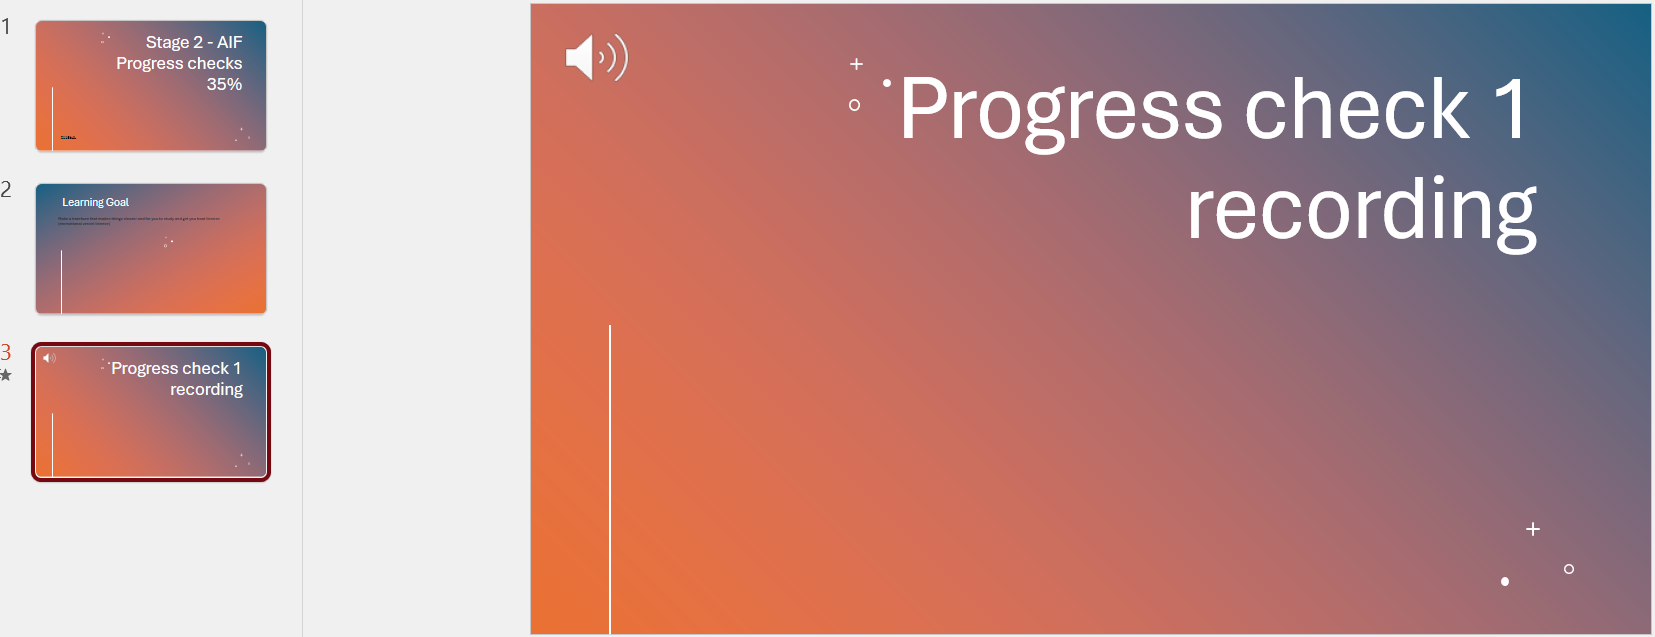 1
Stage 2 - AIF
Progress checks
35%
2
Learning Goal
3
Progress check 1
recording
Progress check 1
recording